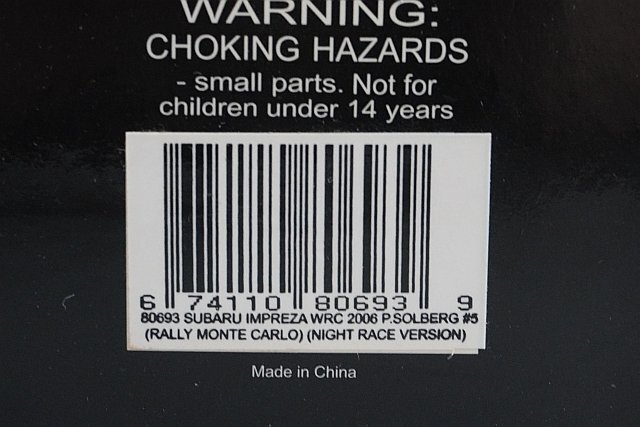 WARNING:
CHOKING HAZARDS
- small parts. Not for
children under 14 years
6 74110 80693 9
80693 SUBARU IMPREZA WRC 2006 P.SOLBERG #5
(RALLY MONTE CARLO) (NIGHT RACE VERSION)
Made in China